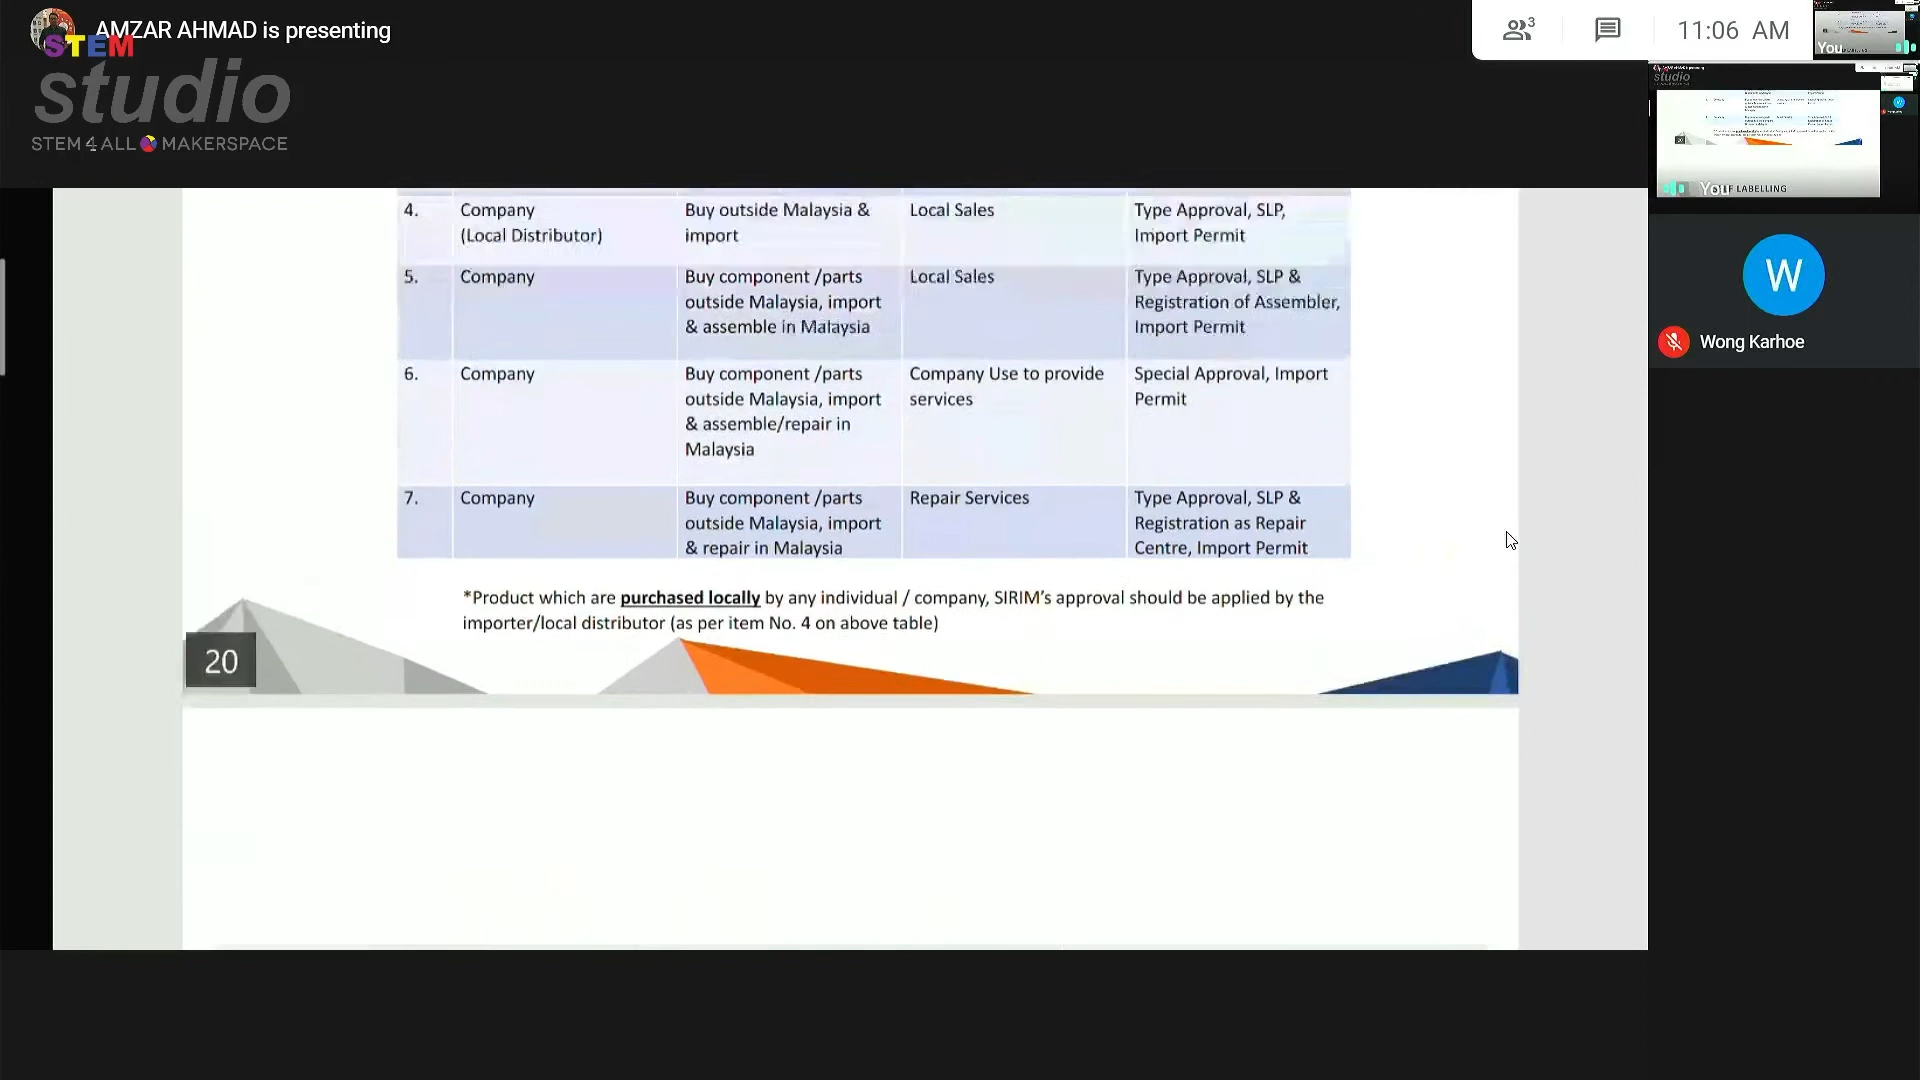 AMZAR AHMAD is presenting
3
11:06 AM
You
STEM
studio
STEM 4 ALL MAKERSPACE
4. Company (Local Distributor) Buy outside Malaysia & import Local Sales Type Approval, SLP, Import Permit
5. Company Buy component /parts outside Malaysia, import & assemble in Malaysia Local Sales Type Approval, SLP & Registration of Assembler, Import Permit
6. Company Buy component /parts outside Malaysia, import & assemble/repair in Malaysia Company Use to provide services Special Approval, Import Permit
7. Company Buy component /parts outside Malaysia, import & repair in Malaysia Repair Services Type Approval, SLP & Registration as Repair Centre, Import Permit
*Product which are purchased locally by any individual / company, SIRIM's approval should be applied by the
importer/local distributor (as per item No. 4 on above table)
20
You
LABELLING
W
Wong Karhoe